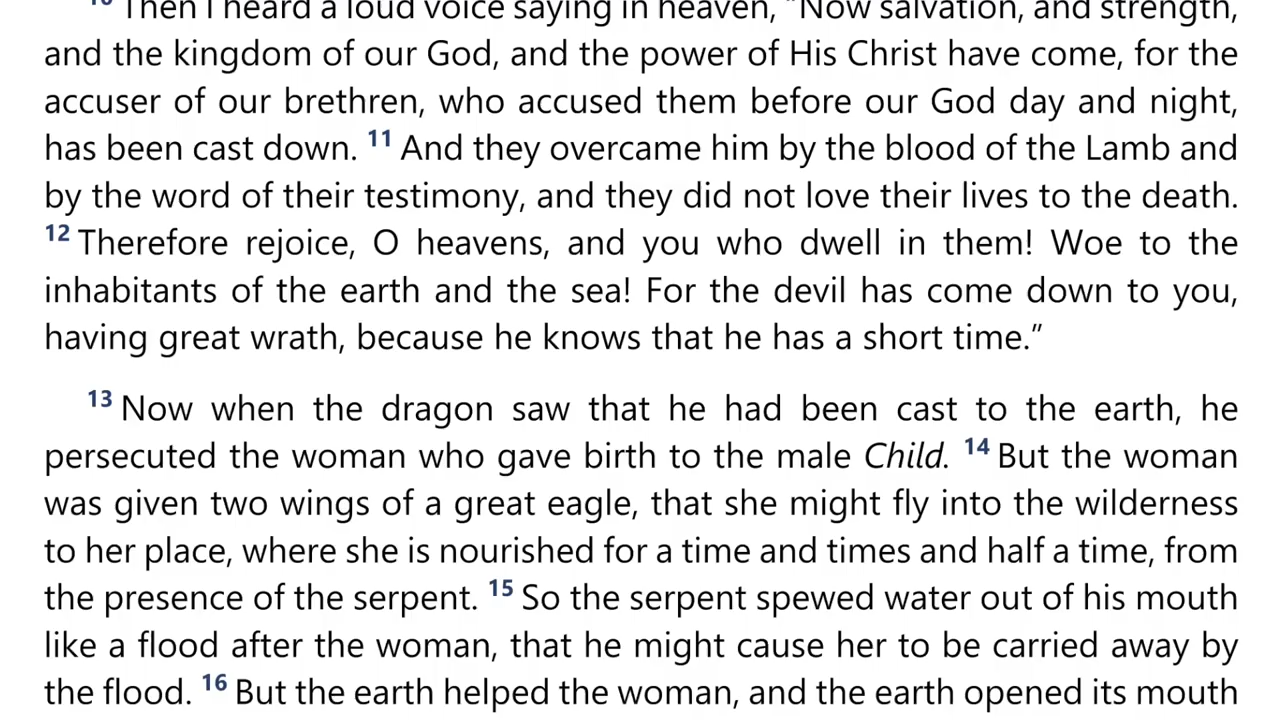 10 Then I heard a loud voice saying in heaven, “Now salvation, and strength,
and the kingdom of our God, and the power of His Christ have come, for the
accuser of our brethren, who accused them before our God day and night,
has been cast down. 11 And they overcame him by the blood of the Lamb and
by the word of their testimony, and they did not love their lives to the death.
12 Therefore rejoice, O heavens, and you who dwell in them! Woe to the
inhabitants of the earth and the sea! For the devil has come down to you,
having great wrath, because he knows that he has a short time.”
13 Now when the dragon saw that he had been cast to the earth, he
persecuted the woman who gave birth to the male Child. 14 But the woman
was given two wings of a great eagle, that she might fly into the wilderness
to her place, where she is nourished for a time and times and half a time, from
the presence of the serpent. 15 So the serpent spewed water out of his mouth
like a flood after the woman, that he might cause her to be carried away by
the flood. 16 But the earth helped the woman, and the earth opened its mouth